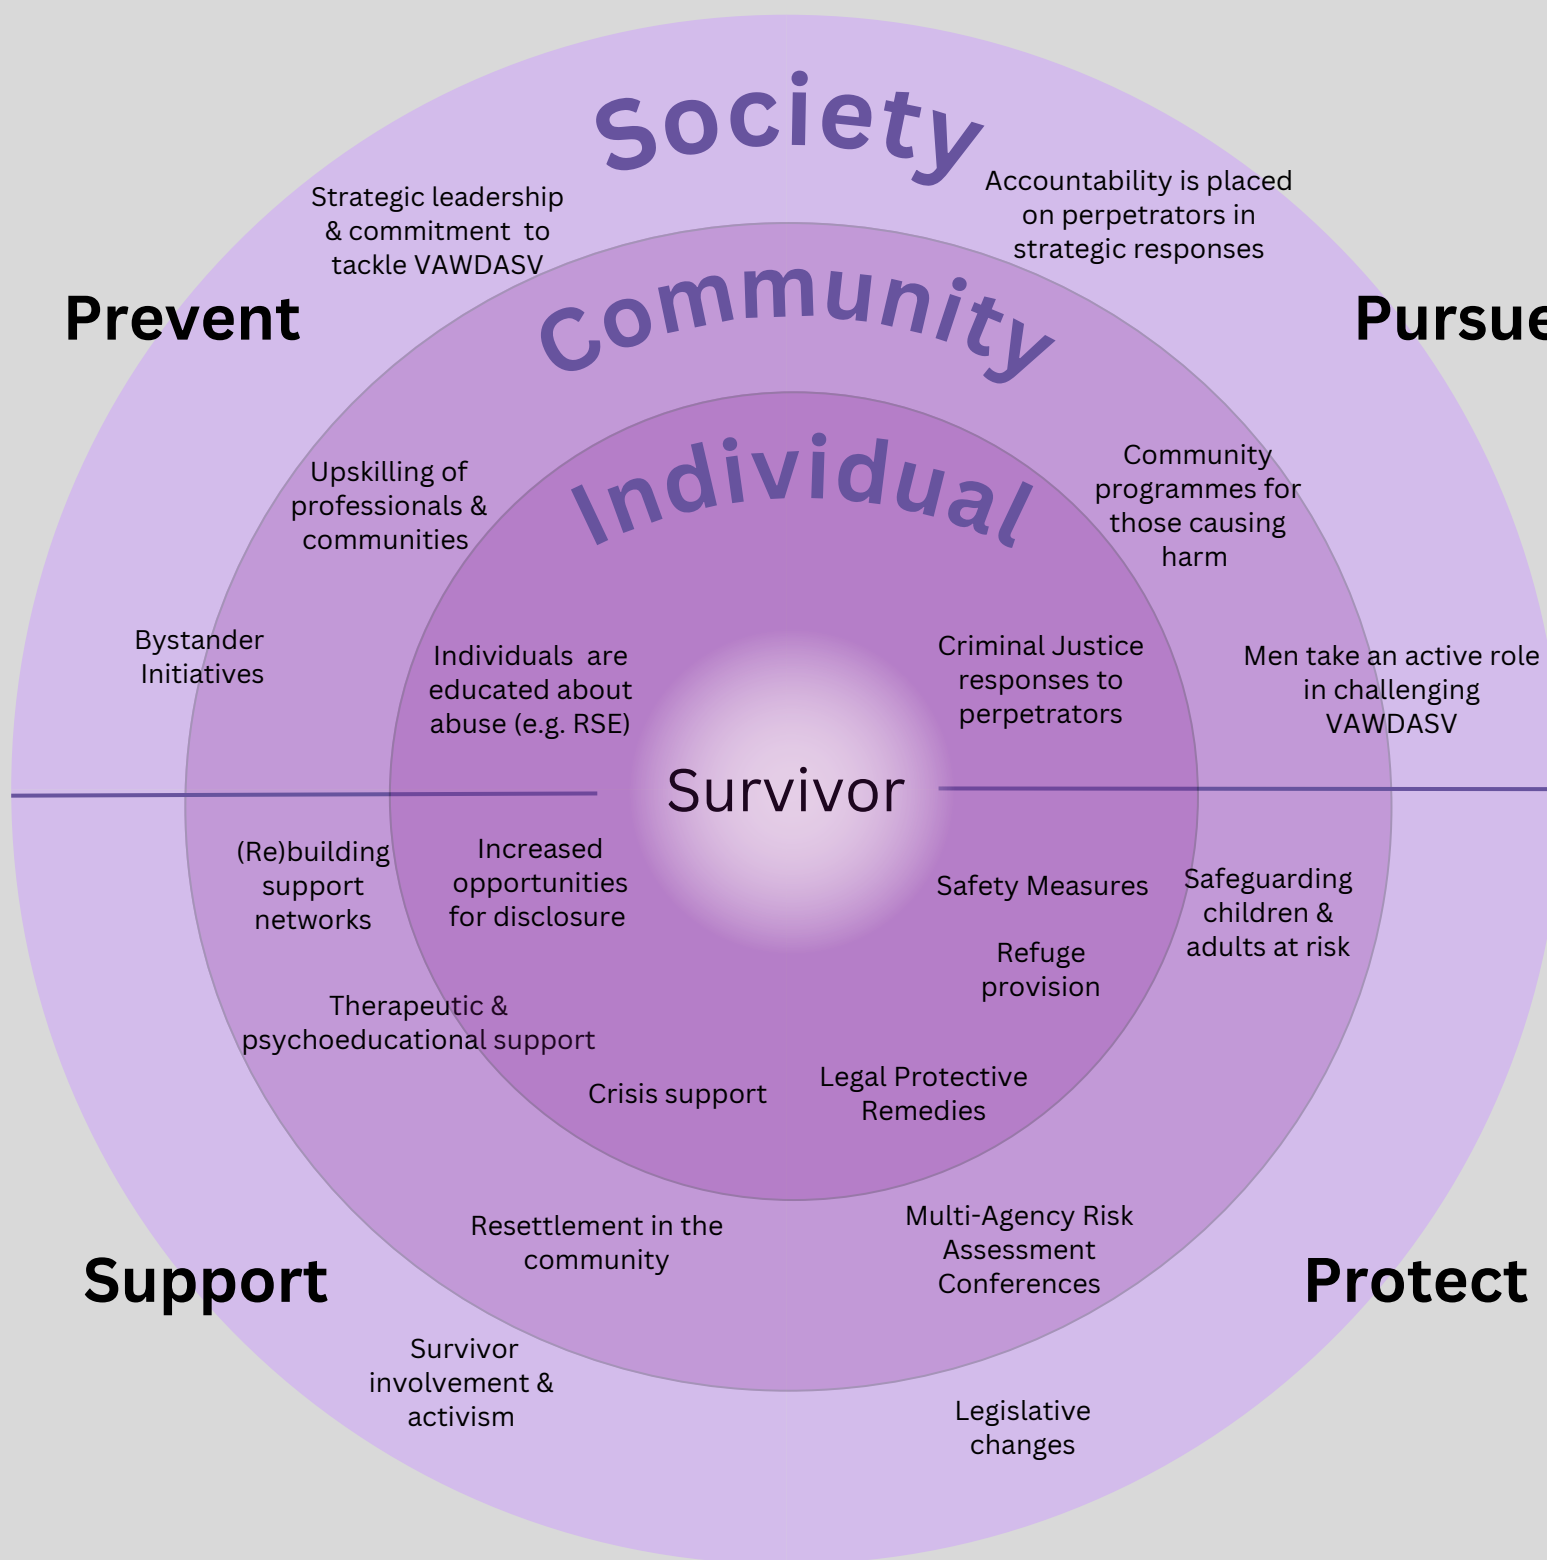 Society
Strategic leadership
& commitment to
tackle VAWDASV
Accountability is placed
on perpetrators in
strategic responses
Prevent
Pursue
Community
Individual
Upskilling of
professionals &
communities
Community
programmes for
those causing
harm
Bystander
Initiatives
Individuals are
educated about
abuse (e.g. RSE)
Criminal Justice
responses to
perpetrators
Men take an active role
in challenging
VAWDASV
Survivor
(Re)building
support
networks
Increased
opportunities
for disclosure
Safety Measures
Safeguarding
children &
adults at risk
Refuge
provision
Therapeutic &
psychoeducational support
Crisis support
Legal Protective
Remedies
Resettlement in the
community
Multi-Agency Risk
Assessment
Conferences
Support
Protect
Survivor
involvement &
activism
Legislative
changes